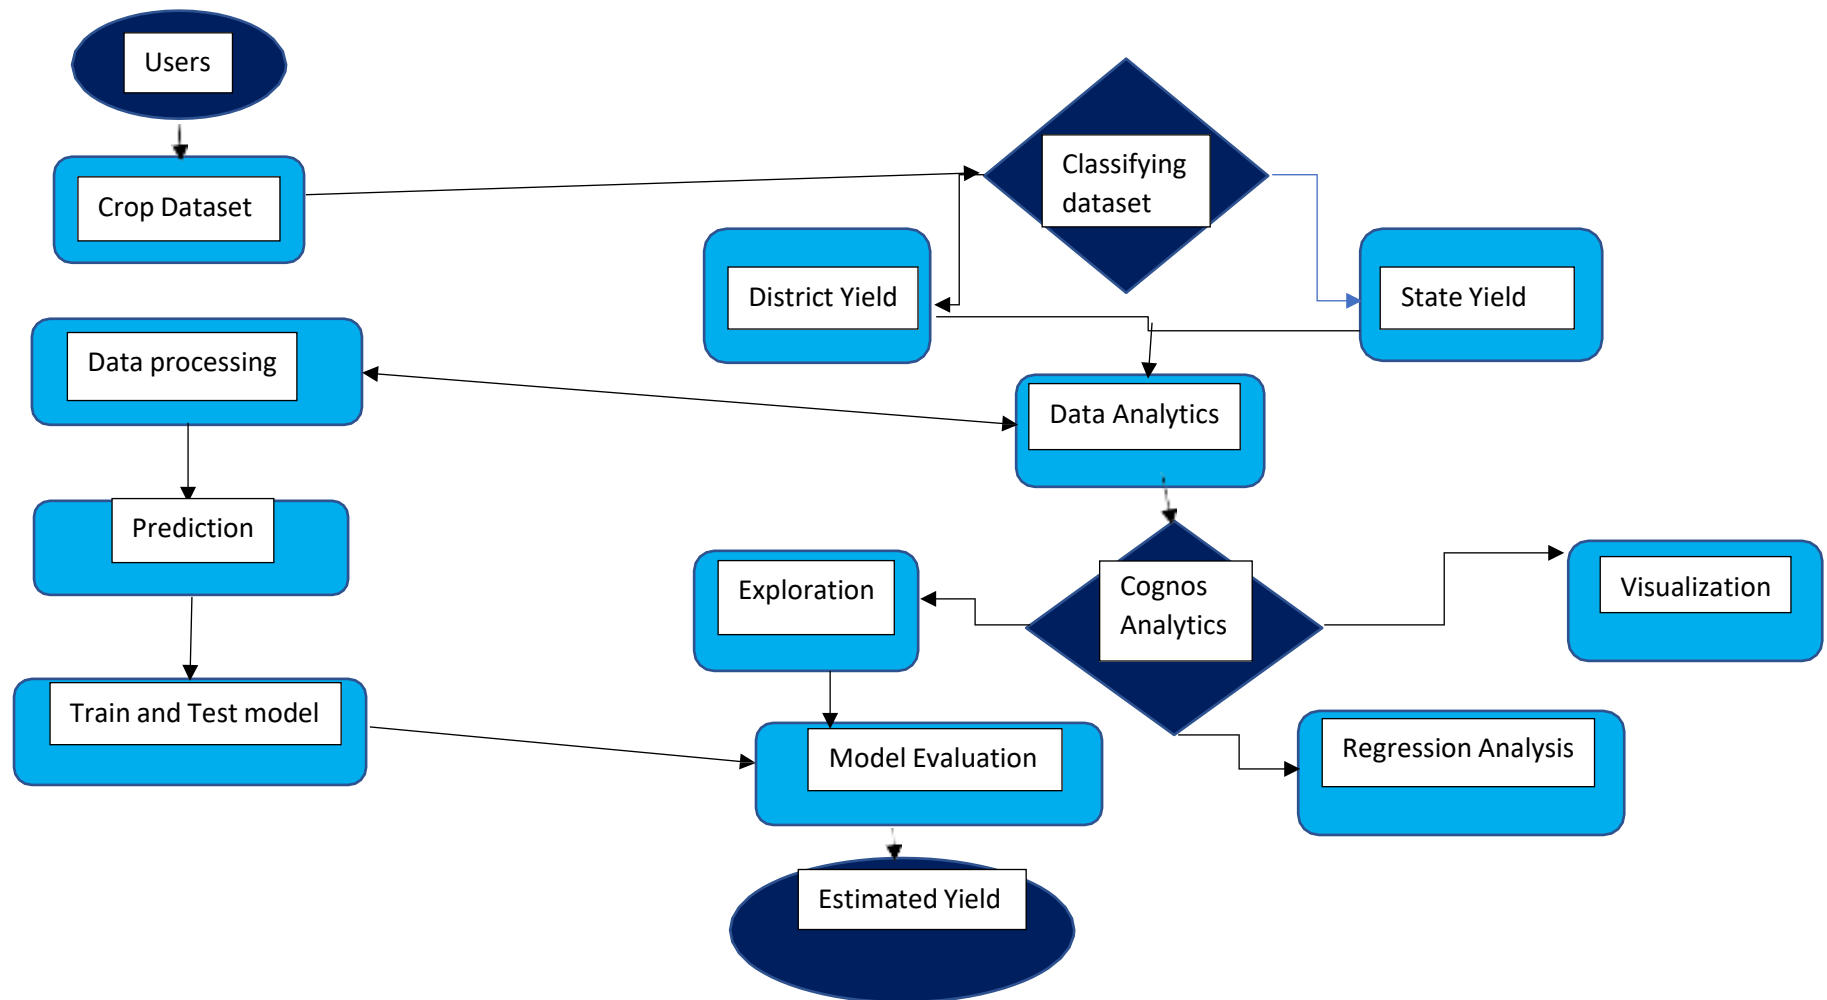 Users
Classifying
dataset
Crop Dataset
District Yield
State Yield
Data processing
Data Analytics
Prediction
Exploration
Cognos
Analytics
Visualization
Train and Test model
Model Evaluation
Regression Analysis
Estimated Yield